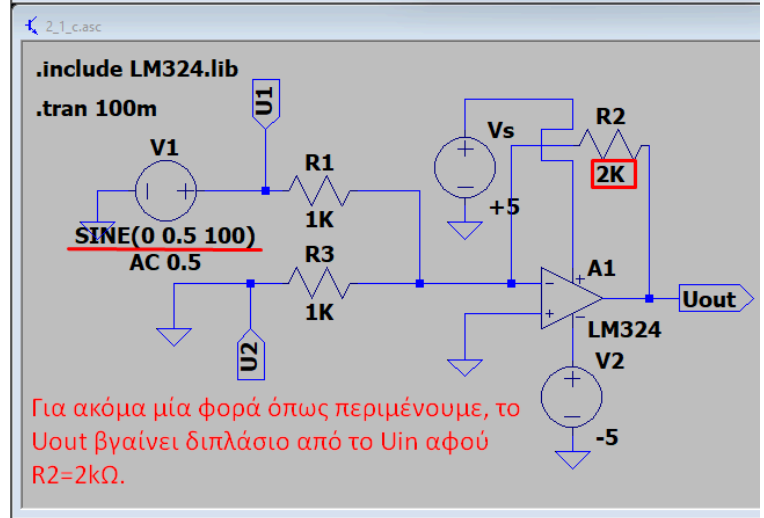 2_1_c.asc
.include LM324.lib
.tran 100m
U1
V1
R1
1K
SINE(0 0.5 100)
AC 0.5
R3
1K
U2
Vs
+5
R2
2K
A1
LM324
Uout
V2
-5
Για ακόμα μία φορά όπως περιμένουμε, το
Uout βγαίνει διπλάσιο από το Uin αφού
R2=2kΩ.